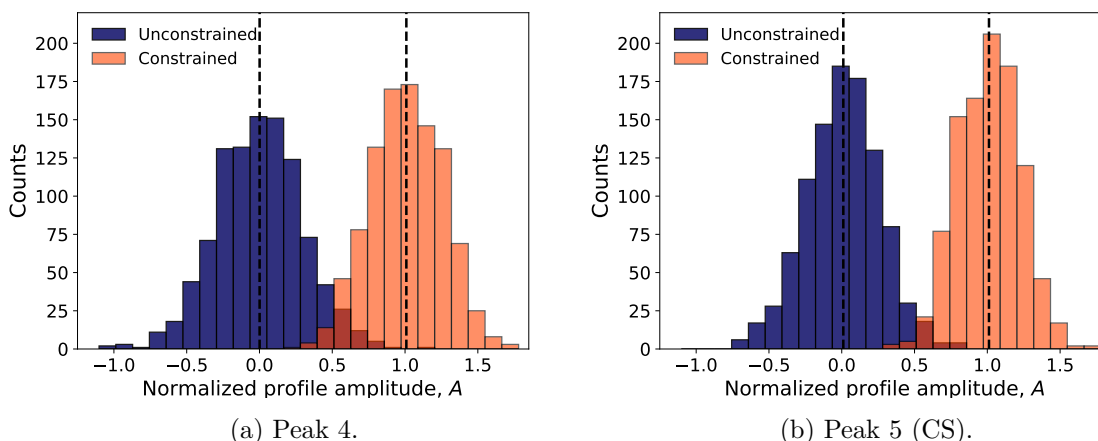 Unconstrained
Constrained
200
175
150
125
100
75
50
25
0
Counts
−1.0 −0.5 0.0 0.5 1.0 1.5
Normalized profile amplitude, A
(a) Peak 4.
Unconstrained
Constrained
200
175
150
125
100
75
50
25
0
Counts
−1.0 −0.5 0.0 0.5 1.0 1.5
Normalized profile amplitude, A
(b) Peak 5 (CS).